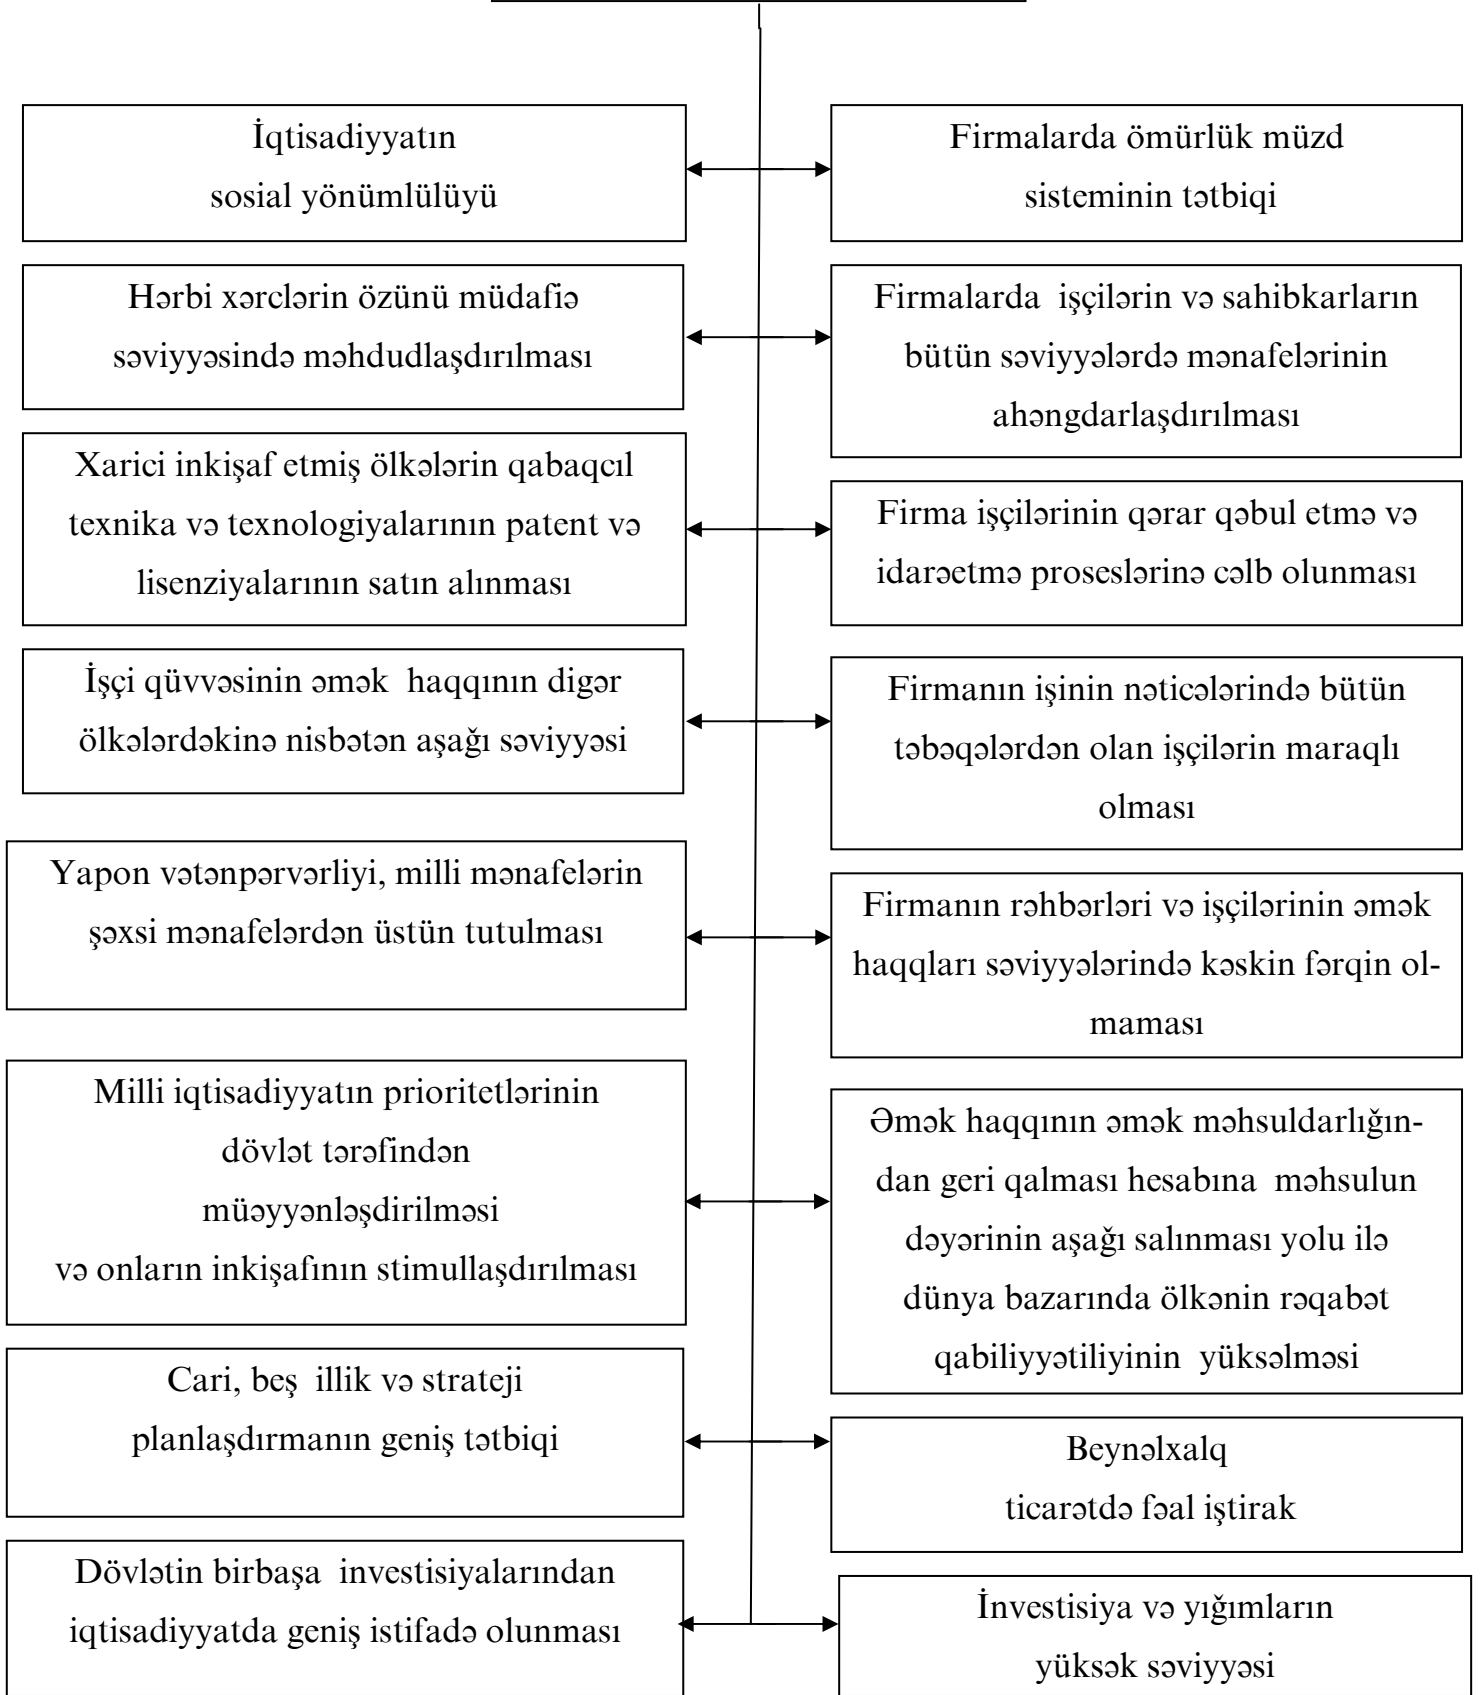 İqtisadiyyatın
sosial yönümlülüyü
Firmalarda ömürlük müzd
sisteminin tətbiqi
Hərbi xərclərin özünü müdafiə
səviyyəsində məhdudlaşdırılması
Firmalarda işçilərin və sahibkarların
bütün səviyyələrdə mənafelərinin
ahəngdarlaşdırılması
Xarici inkişaf etmiş ölkələrin qabaqcıl
texnika və texnologiyalarının patent və
lisenziyalarının satın alınması
Firma işçilərinin qərar qəbul etmə və
idarəetmə proseslərinə cəlb olunması
İşçi qüvvəsinin əmək haqqının digər
ölkələrdəkinə nisbətən aşağı səviyyəsi
Firmanın işinin nəticələrində bütün
təbəqələrdən olan işçilərin maraqlı
olması
Yapon vətənpərvərliyi, milli mənafelərin
şəxsi mənafelərdən üstün tutulması
Firmanın rəhbərləri və işçilərinin əmək
haqqları səviyyələrində kəskin fərqin ol-
maması
Milli iqtisadiyyatın prioritetlərinin
dövlət tərəfindən
müəyyənləşdirilməsi
və onların inkişafının stimullaşdırılması
Əmək haqqının əmək məhsuldarlığın-
dan geri qalması hesabına məhsulun
dəyərinin aşağı salınması yolu ilə
dünya bazarında ölkənin rəqabət
qabiliyyətiliyinin yüksəlməsi
Cari, beş illik və strateji
planlaşdırmanın geniş tətbiqi
Beynəlxalq
ticarətdə fəal iştirak
Dövlətin birbaşa investisiyalarından
iqtisadiyyatda geniş istifadə olunması
İnvestisiya və yığımların
yüksək səviyyəsi